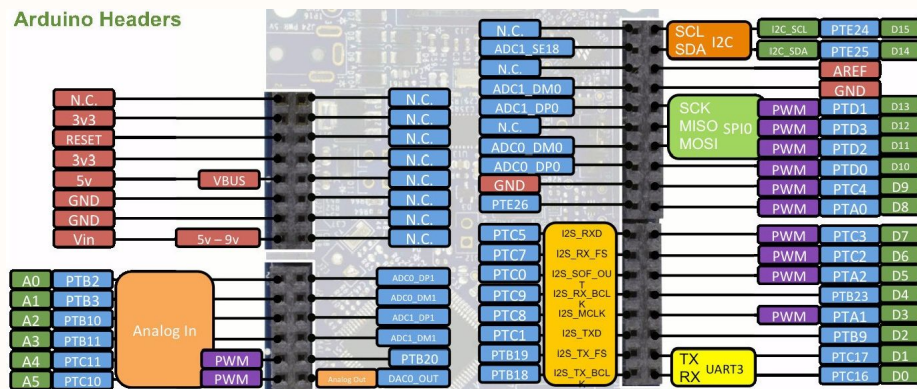 Arduino Headers
N.C. N.C.
3v3 N.C.
RESET N.C.
3v3 N.C.
5v VBUS N.C.
GND N.C.
GND N.C.
Vin 5v – 9v N.C.
A0 PTB2 ADC0_DP1
A1 PTB3 ADC0_DM1
A2 PTB10 ADC1_DP1
Analog In
A3 PTB11 ADC1_DM1
A4 PTC11 PWM PTB20
A5 PTC10 PWM Analog Out DAC0_OUT
N.C. SCL I2C_SCL PTE24 D15
I2C
ADC1_SE18 SDA I2C_SDA PTE25 D14
N.C. AREF
ADC1_DM0 GND
ADC1_DP0 SCK PWM PTD1 D13
N.C. MISO SPI0 PWM PTD3 D12
ADC0_DM0 MOSI PWM PTD2 D11
ADC0_DP0 PWM PTD0 D10
GND PWM PTC4 D9
PTE26 PWM PTA0 D8
PTC5 I2S_RXD PWM PTC3 D7
PTC7 I2S_RX_FS PWM PTC2 D6
PTC0 I2S_SOF_OU PWM PTA2 D5
T
PTC9 I2S_RX_BCL PTB23 D4
K
PTC8 I2S_MCLK PWM PTA1 D3
PTC1 I2S_TXD PTB9 D2
PTB19 I2S_TX_FS TX UART3 PTC17 D1
PTB18 I2S_TX_BCL RX PTC16 D0
K